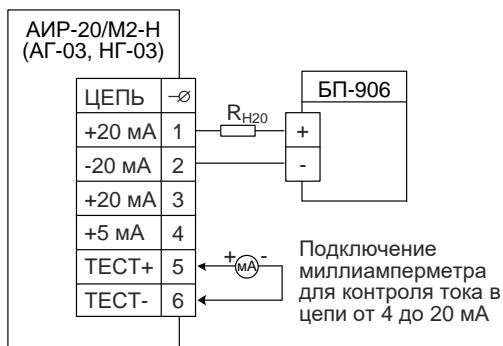 АИР-20/М2-Н
(АГ-03, НГ-03)
ЦЕПЬ
+20 мА 1
-20 мА 2
+20 мА 3
+5 мА 4
ТЕСТ+ 5
ТЕСТ- 6
RН20
БП-906
+
-
+ мА -
Подключение
миллиамперметра
для контроля тока в
цепи от 4 до 20 мА